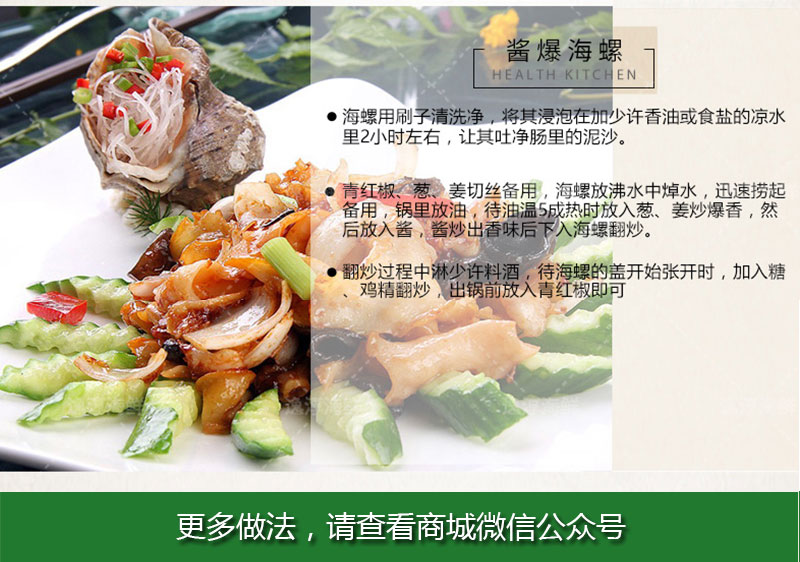 酱爆海螺
HEALTH KITCHEN
●海螺用刷子清洗净，将其浸泡在加少许香油或食盐的凉水
里2小时左右，让其吐净肠里的泥沙。
●青红椒、葱、姜切丝备用，海螺放沸水中焯水，迅速捞起
备用，锅里放油，待油温5成热时放入葱、姜炒爆香，然
后放入酱，酱炒出香味后下入海螺翻炒。
●翻炒过程中淋少许料酒，待海螺的盖开始张开时，加入糖
、鸡精翻炒，出锅前放入青红椒即可
更多做法，请查看商城微信公众号